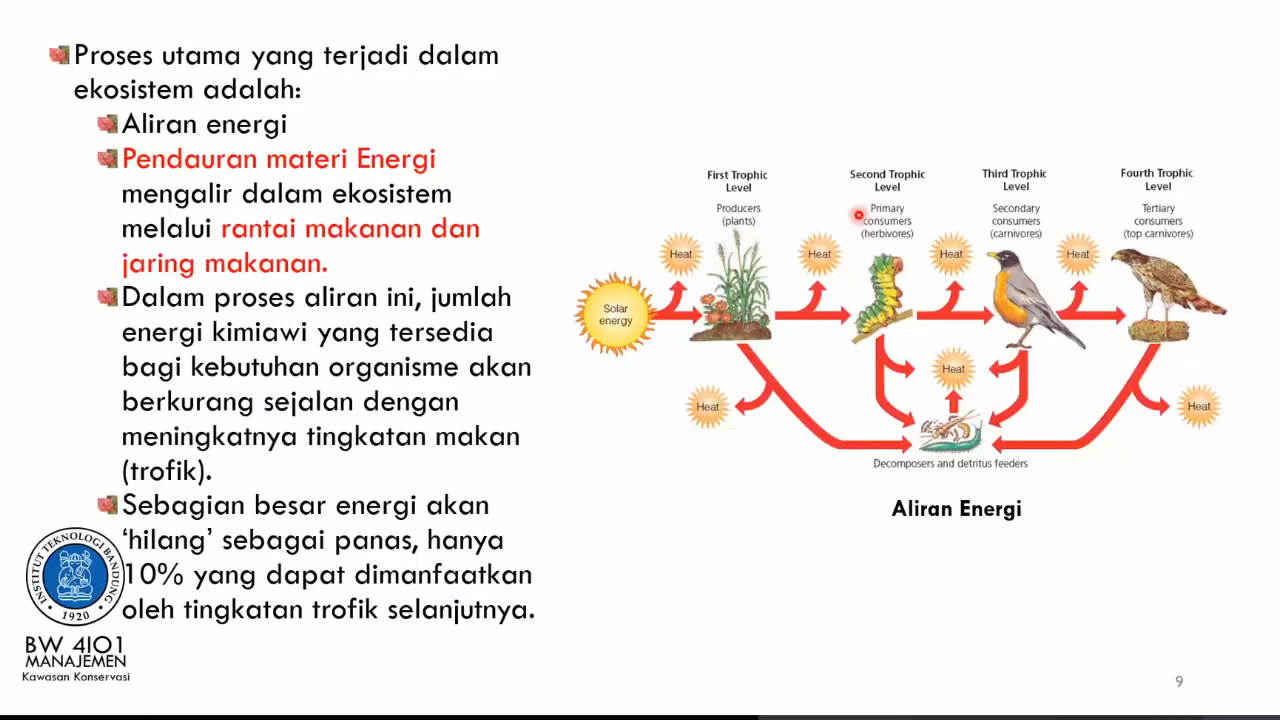 Proses utama yang terjadi dalam
ekosistem adalah:
Aliran energi
Pendauran materi Energi
mengalir dalam ekosistem
melalui rantai makanan dan
jaring makanan.
Dalam proses aliran ini, jumlah
energi kimiawi yang tersedia
bagi kebutuhan organisme akan
berkurang sejalan dengan
meningkatnya tingkatan makan
(trofik).
Sebagian besar energi akan
‘hilang’ sebagai panas, hanya
10% yang dapat dimanfaatkan
oleh tingkatan trofik selanjutnya.
First Trophic
Level
Producers
(plants)
Second Trophic
Level
Primary
consumers
(herbivores)
Third Trophic
Level
Secondary
consumers
(carnivores)
Fourth Trophic
Level
Tertiary
consumers
(top carnivores)
Heat
Heat
Heat
Heat
Solar
energy
Heat
Heat
Heat
Decomposers and detritus feeders
Aliran Energi
INSTITUT TEKNOLOGI BANDUNG
1920
BW 4101
MANAJEMEN
Kawasan Konservasi
9